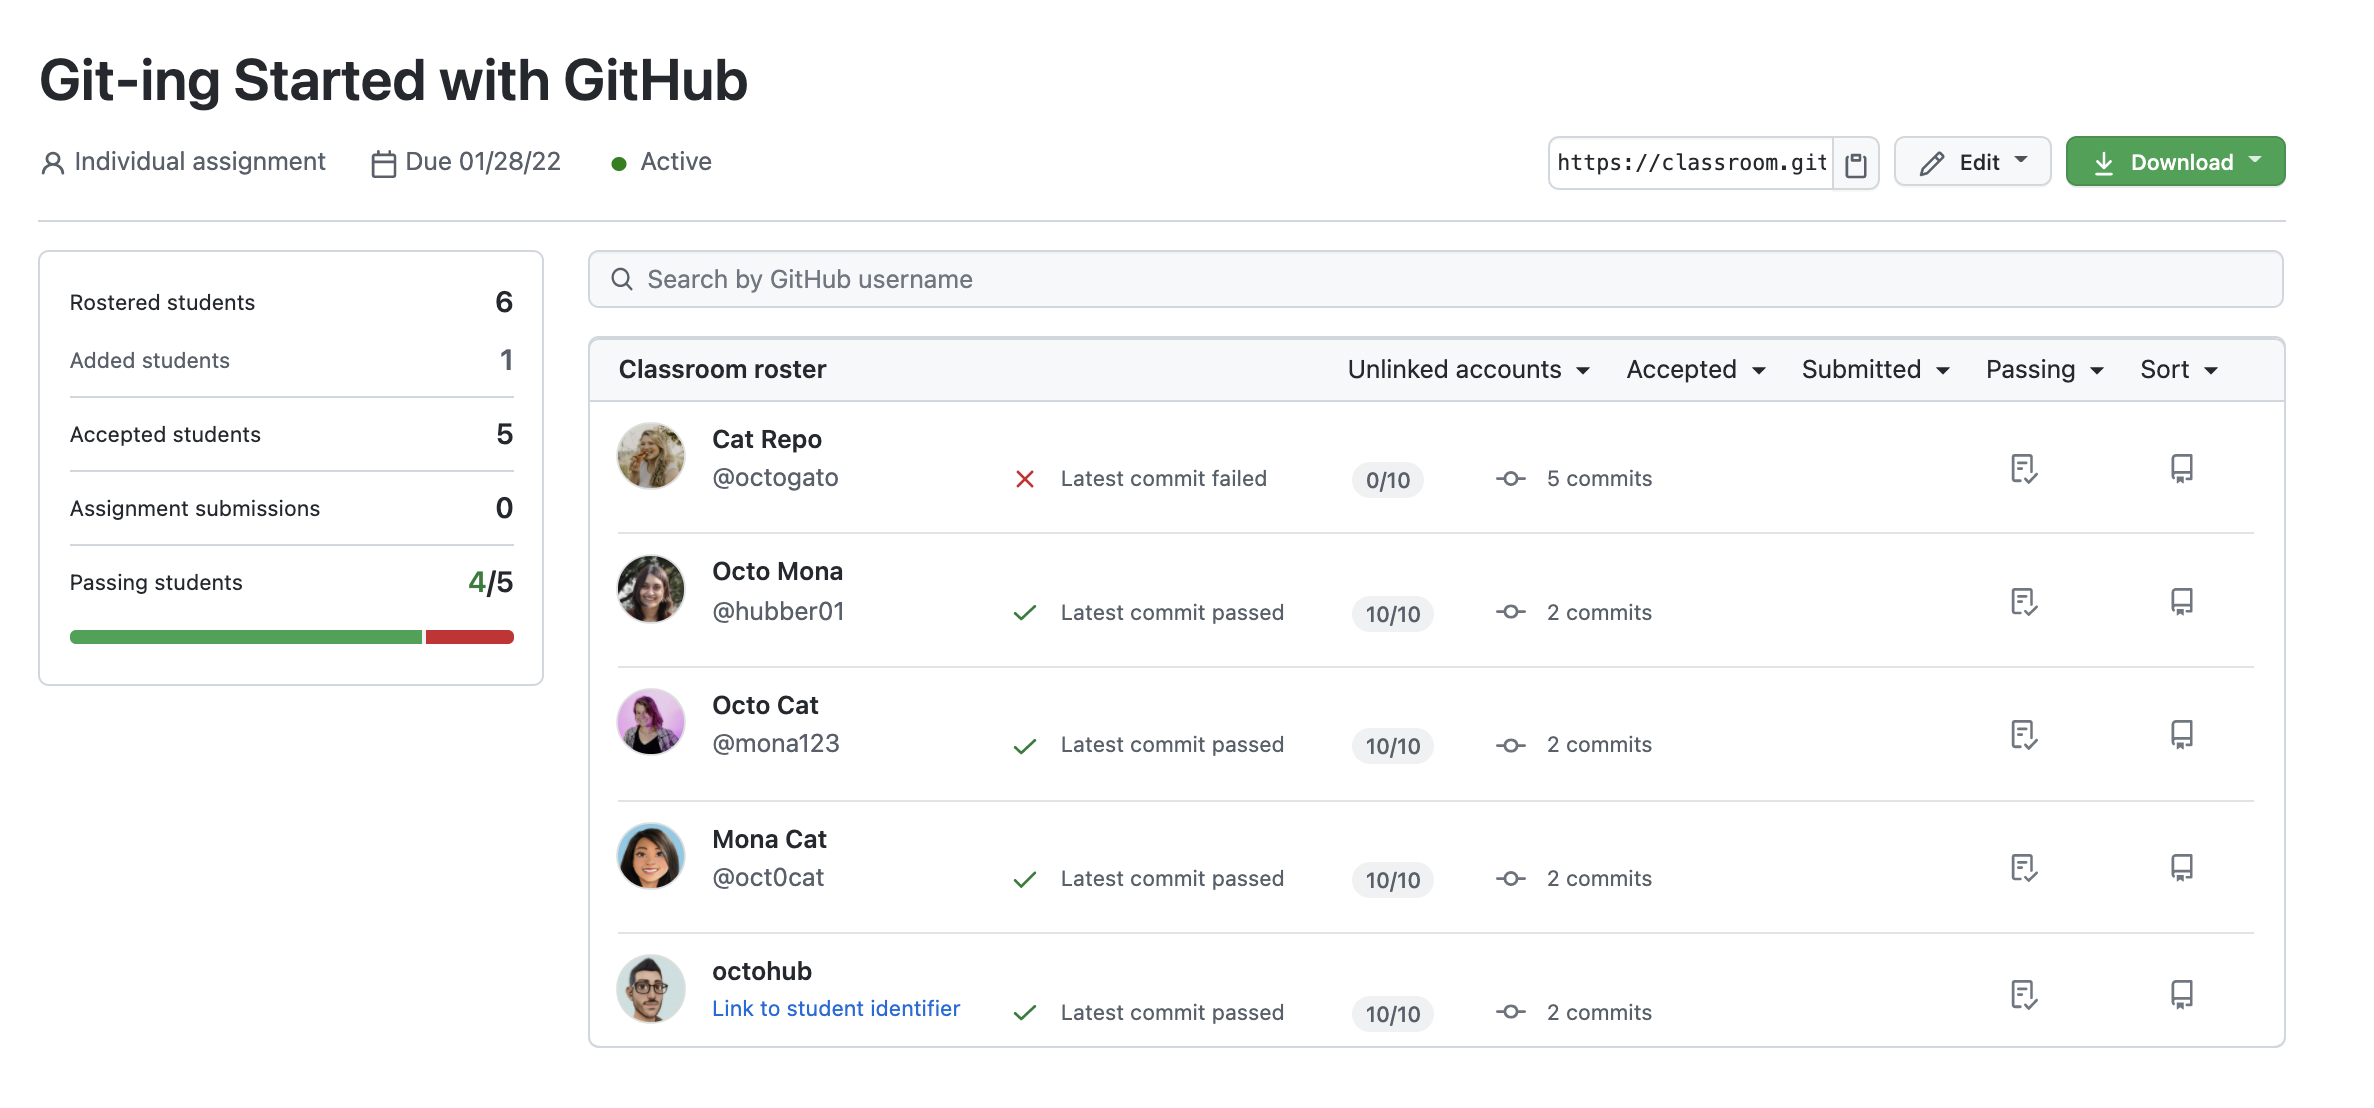 Git-ing Started with GitHub
Individual assignment Due 01/28/22 Active
https://classroom.git Edit Download
Rostered students 6
Added students 1
Accepted students 5
Assignment submissions 0
Passing students 4/5
Search by GitHub username
Classroom roster Unlinked accounts Accepted Submitted Passing Sort
Cat Repo
@octogato Latest commit failed 0/10 5 commits
Octo Mona
@hubber01 Latest commit passed 10/10 2 commits
Octo Cat
@mona123 Latest commit passed 10/10 2 commits
Mona Cat
@oct0cat Latest commit passed 10/10 2 commits
octohub
Link to student identifier Latest commit passed 10/10 2 commits